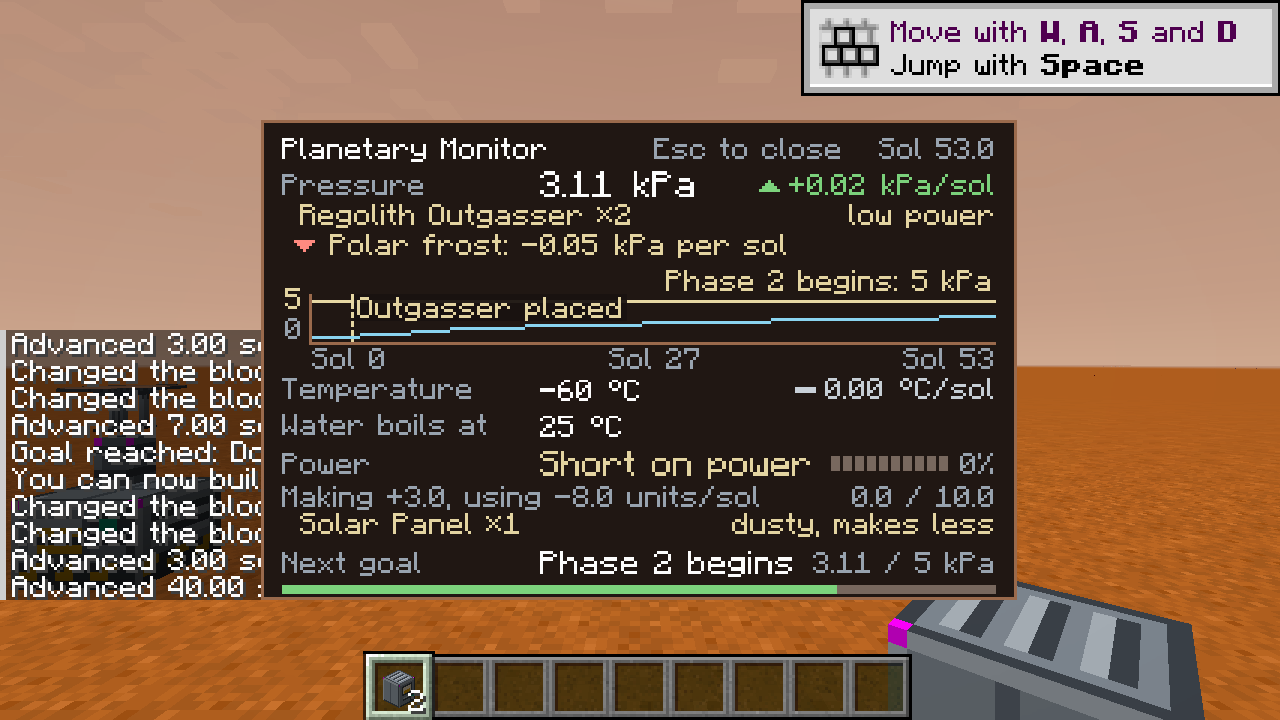 Move with W, A, S and D
Jump with Space
Planetary Monitor Esc to close Sol 53.0
Pressure 3.11 kPa +0.02 kPa/sol
Regolith Outgasser ×2 low power
Polar frost: −0.05 kPa per sol
Phase 2 begins: 5 kPa
5
Outgasser placed
0
Sol 0 Sol 27 Sol 53
Temperature −60 °C 0.00 °C/sol
Water boils at 25 °C
Power Short on power 0%
Making +3.0, using −8.0 units/sol 0.0 / 10.0
Solar Panel ×1 dusty, makes less
Next goal Phase 2 begins 3.11 / 5 kPa
Advanced 3.00
Changed the
Changed the
Advanced 7.00
Goal reached:
You can now
Changed the
Changed the
Advanced 3.00
Advanced 40.00
2